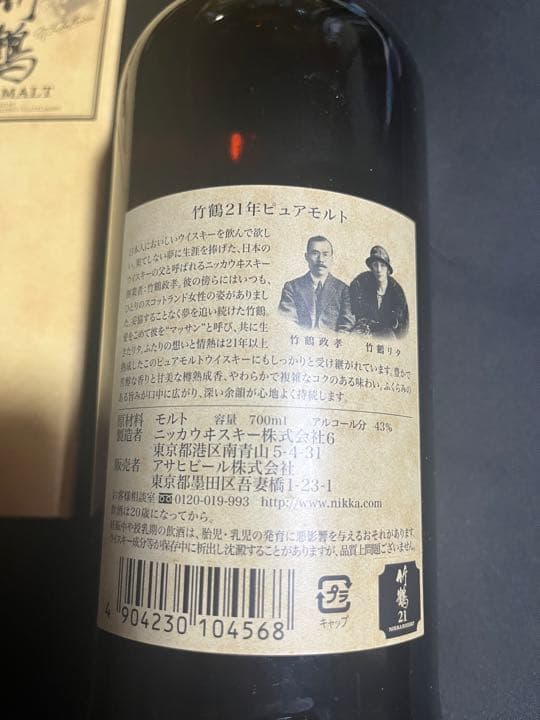 鶴
MALT
竹鶴21年ピュアモルト
日本人においしいウイスキーを飲んで欲し
い。果てしない夢に生涯を捧げた、日本の
ウイスキーの父と呼ばれるニッカウヰスキー
創業者・竹鶴政孝。彼の傍らにはいつも、
ひとりのスコットランド女性の姿がありまし
た。妥協することなく夢を追い続けた竹鶴。
愛をこめて彼を“マッサン”と呼び、共に生
きたリタ。ふたりの想いと情熱は21年以上
熟成したこのピュアモルトウイスキーにもしっかりと受け継がれています。豊かで
芳醇な香りと甘美な樽熟成香、やわらかで複雑なコクのある味わい。ふくらみの
ある旨みが口中に広がり、深い余韻が心地よく持続します。
竹鶴政孝
竹鶴リタ
原材料 モルト 容量 700ml アルコール分 43%
製造者 ニッカウヰスキー株式会社6
東京都港区南青山5-4-31
販売者 アサヒビール株式会社
東京都墨田区吾妻橋1-23-1
お客様相談室 0120-019-993 http://www.nikka.com
飲酒は20歳になってから。
妊娠中や授乳期の飲酒は、胎児・乳児の発育に悪影響を与えるおそれがあります。
ウイスキー成分等が保存中に析出し沈澱することがありますが、品質上問題ございません。
4 904230 104568
プラ
キャップ
竹鶴
21
NIKKA WHISKY